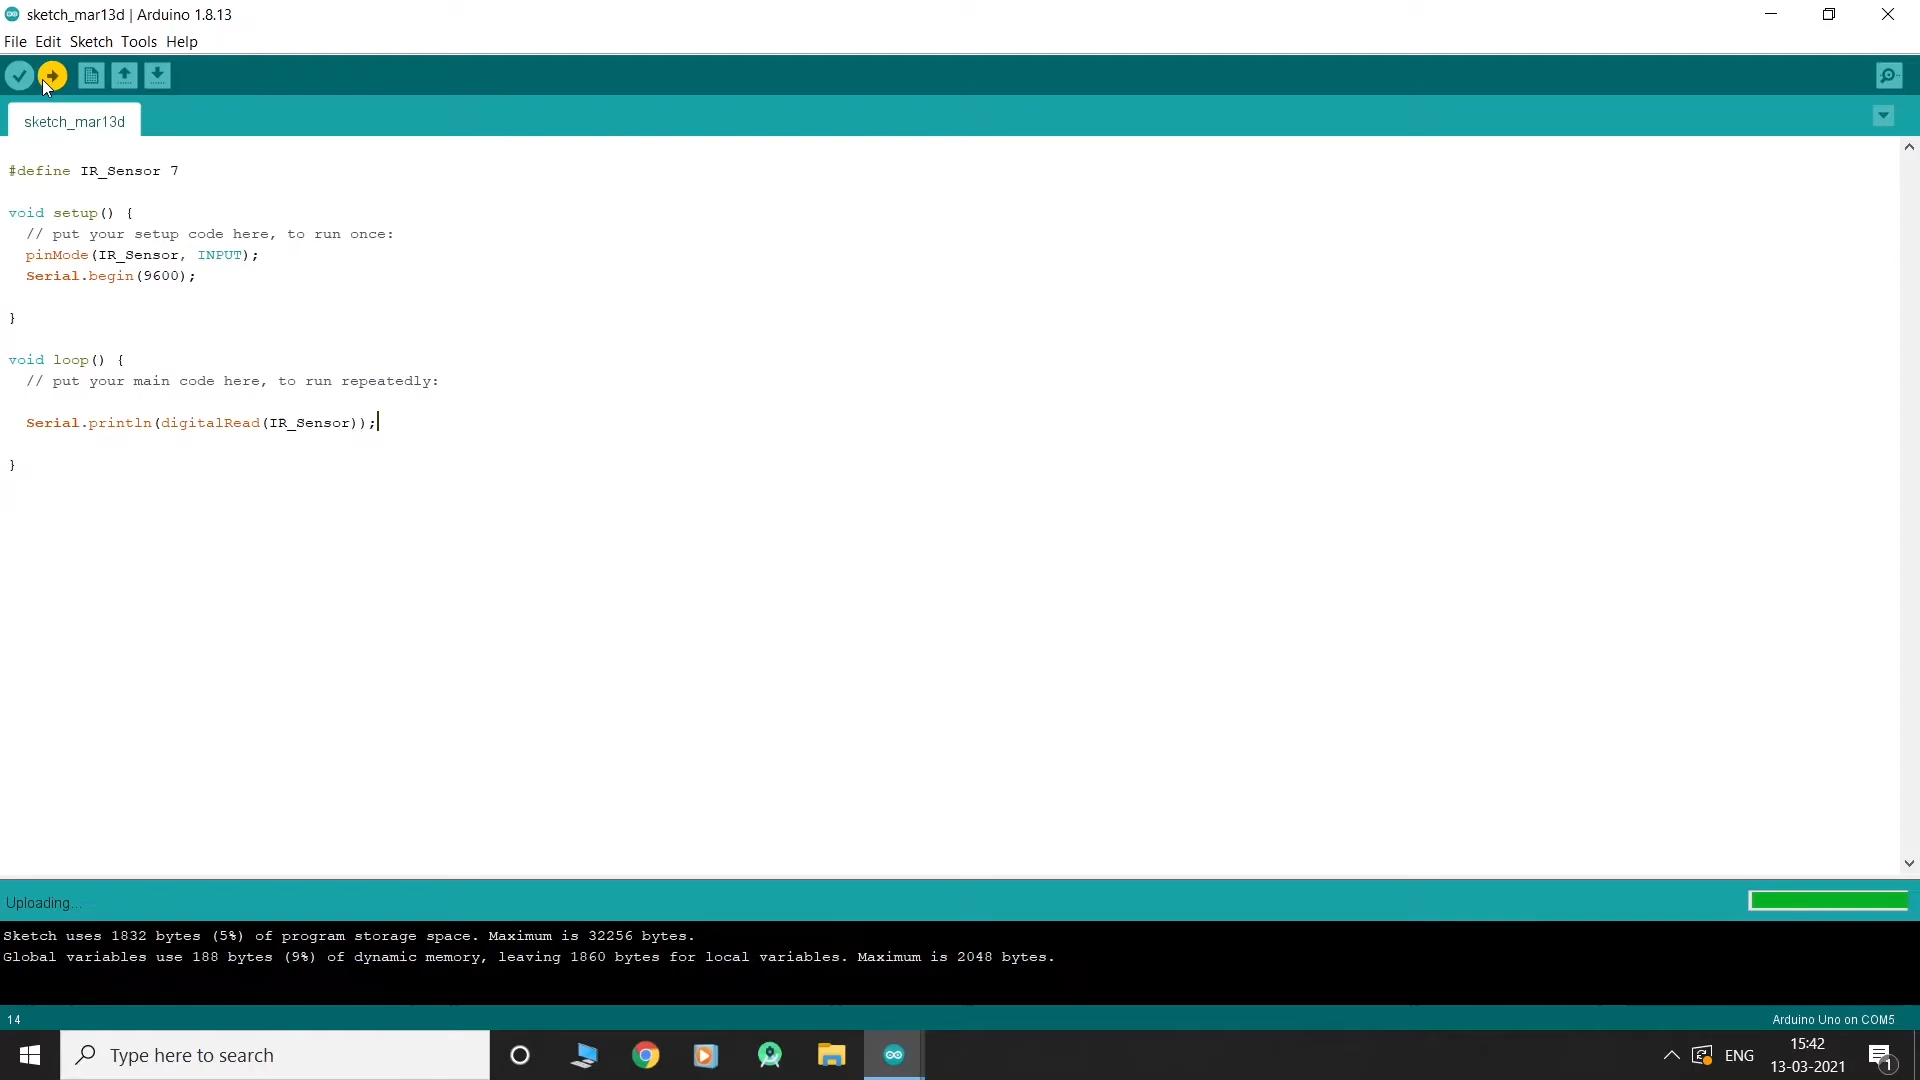 sketch_mar13d | Arduino 1.8.13
File Edit Sketch Tools Help
sketch_mar13d
#define IR_Sensor 7
void setup() {
// put your setup code here, to run once:
pinMode(IR_Sensor, INPUT);
Serial.begin(9600);
}
void loop() {
// put your main code here, to run repeatedly:
Serial.println(digitalRead(IR_Sensor));
}
Uploading...
Sketch uses 1832 bytes (5%) of program storage space. Maximum is 32256 bytes.
Global variables use 188 bytes (9%) of dynamic memory, leaving 1860 bytes for local variables. Maximum is 2048 bytes.
14
Arduino Uno on COM5
Type here to search
ENG
15:42
13-03-2021
1